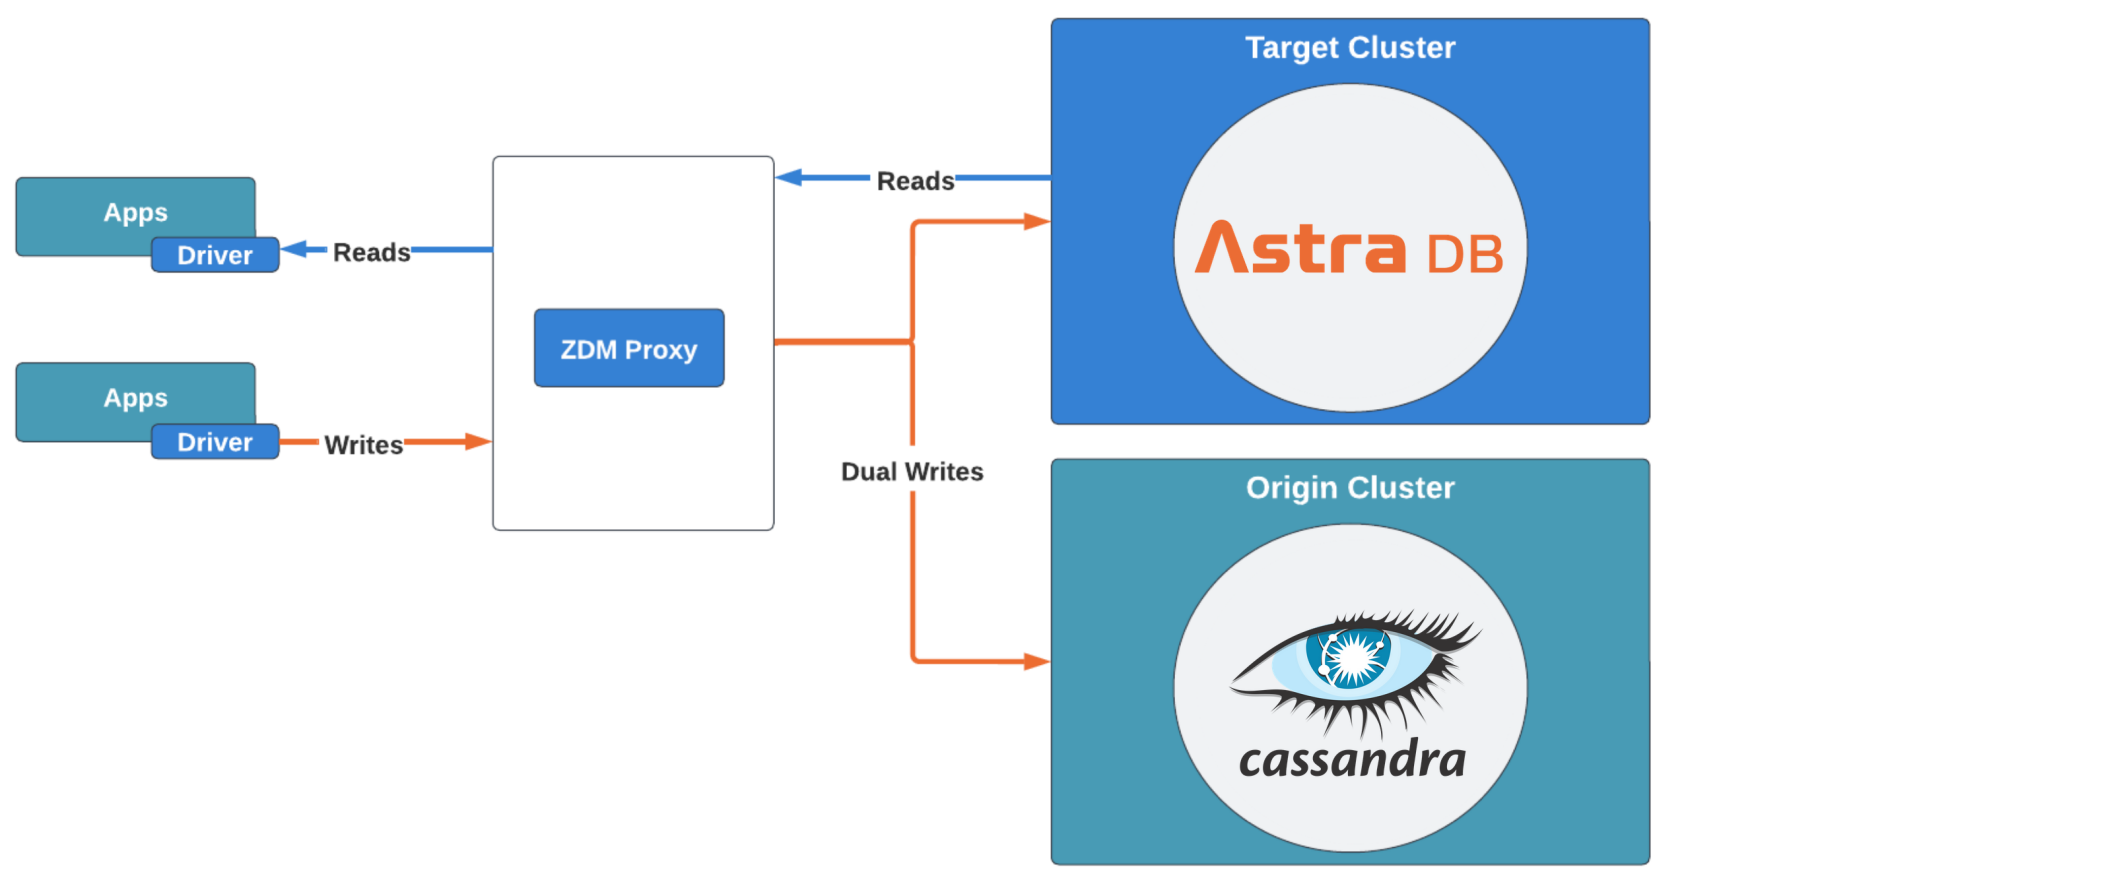 Target Cluster
Astra DB
Reads
Apps
Driver
Reads
ZDM Proxy
Apps
Driver
Writes
Dual Writes
Origin Cluster
cassandra